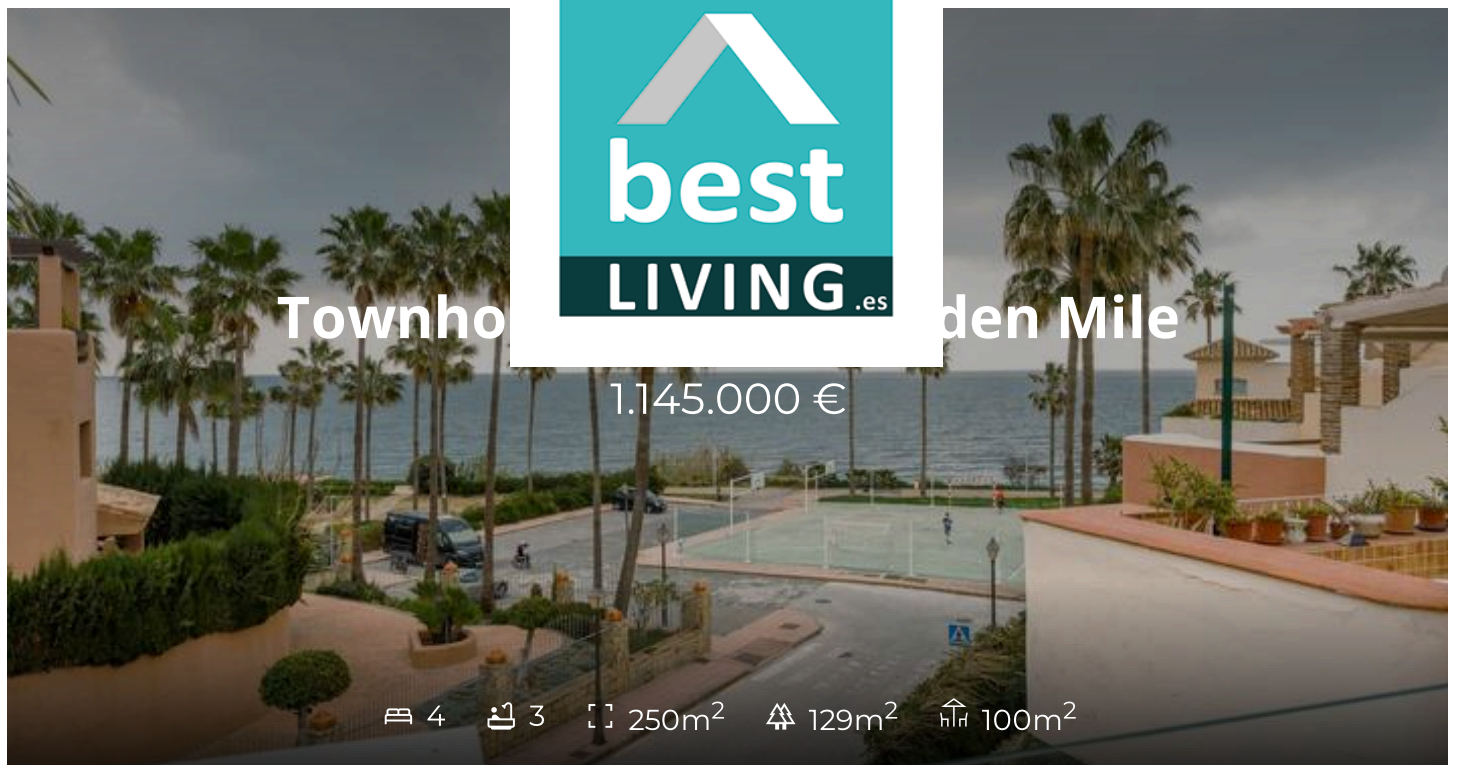 best
LIVING.es
Townho den Mile
1.145.000 €
4 3 250m² 129m² 100m²